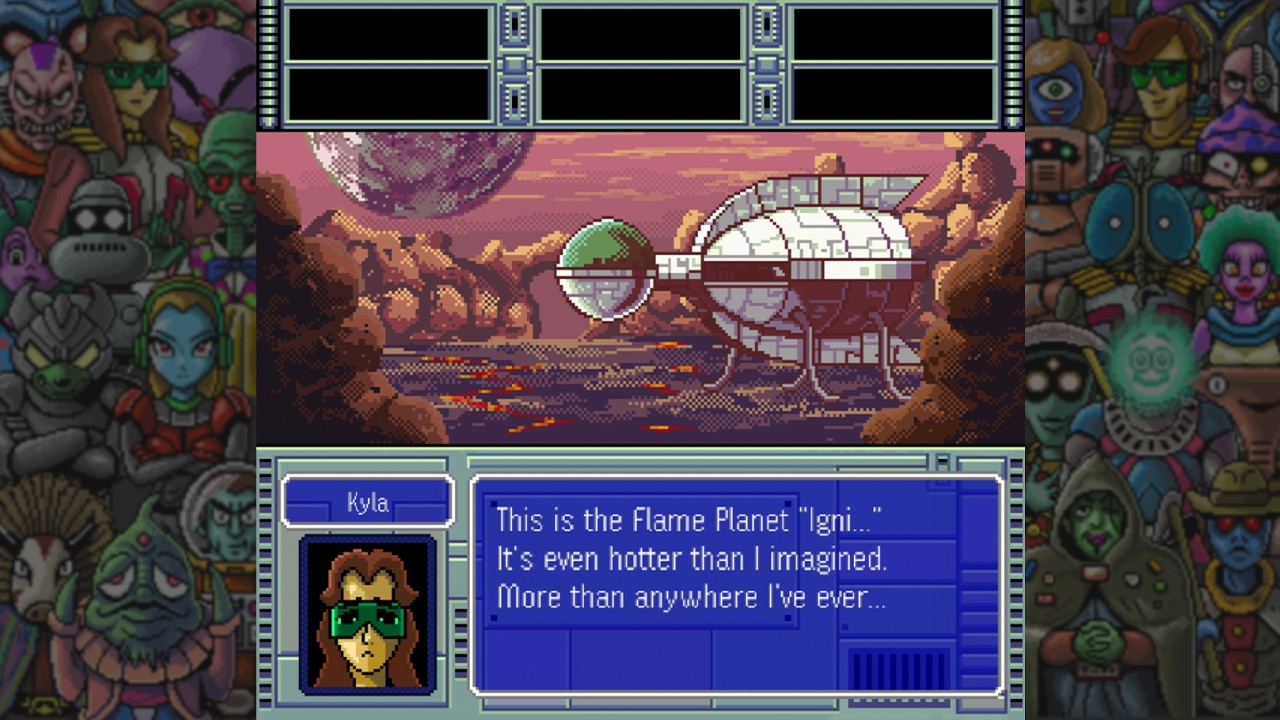 Kyla
This is the Flame Planet "Igni..."
It's even hotter than I imagined.
More than anywhere I've ever...